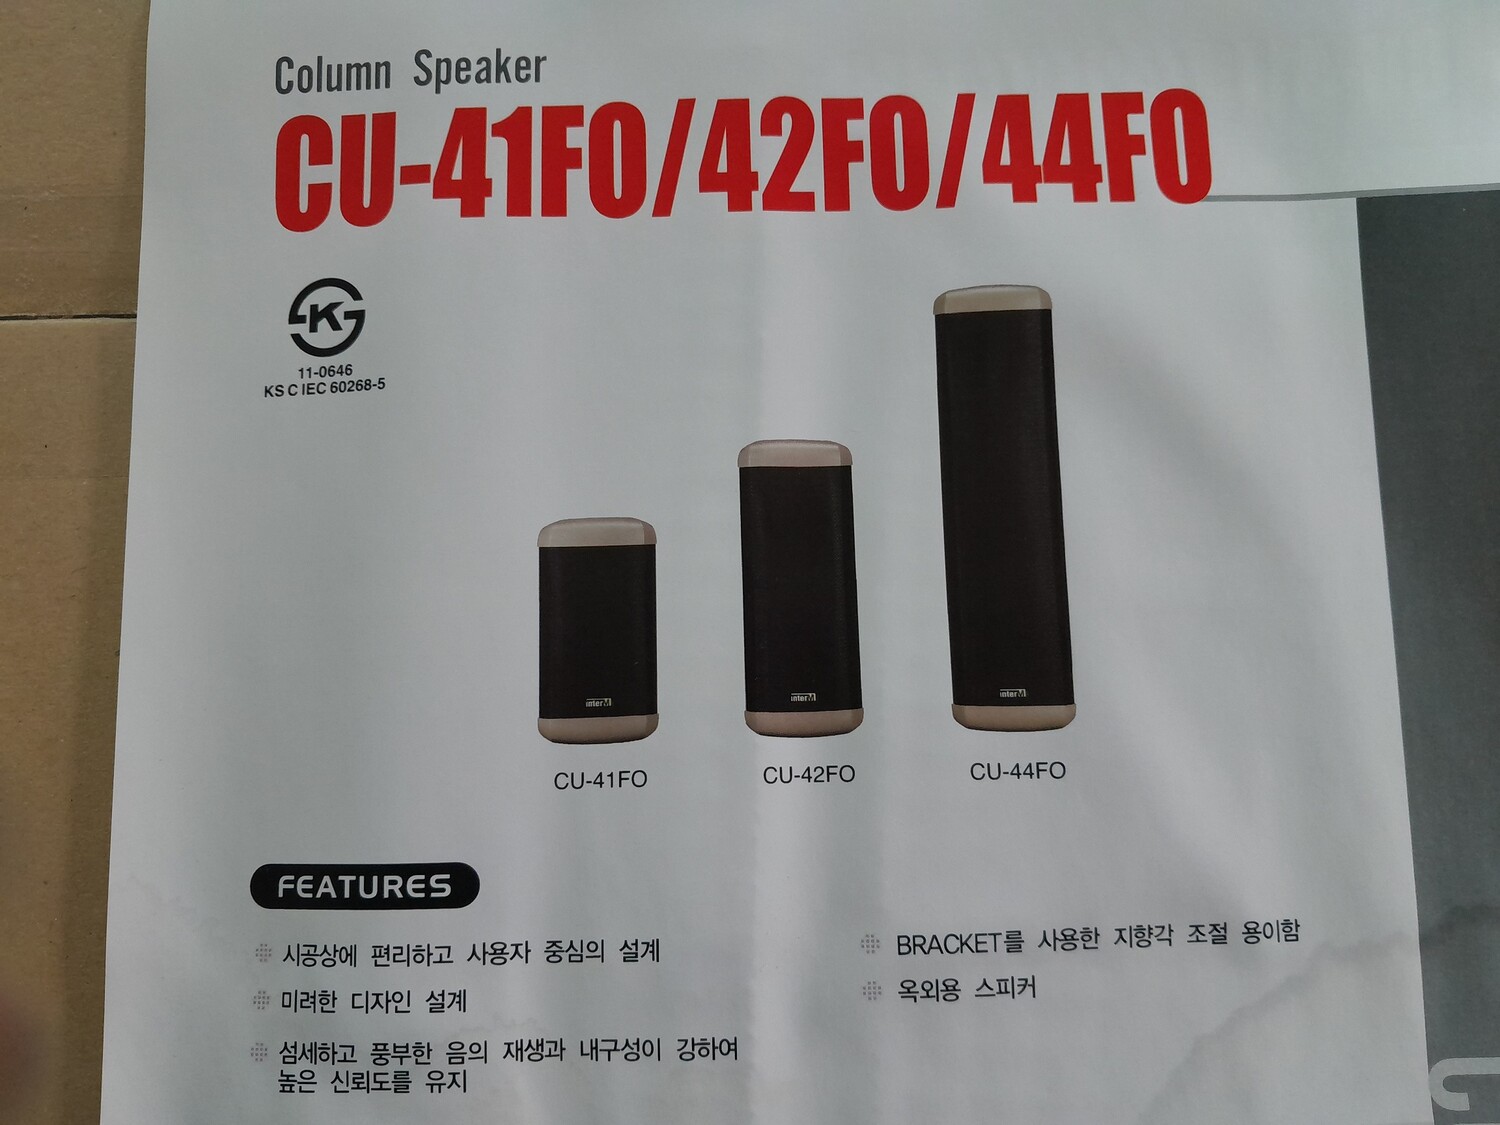 Column Speaker
CU-41FO/42FO/44FO
K
11-0646
KS C IEC 60268-5
interM
interM
interM
CU-41FO
CU-42FO
CU-44FO
FEATURES
시공상에 편리하고 사용자 중심의 설계
미려한 디자인 설계
섬세하고 풍부한 음의 재생과 내구성이 강하여
높은 신뢰도를 유지
BRACKET를 사용한 지향각 조절 용이함
옥외용 스피커